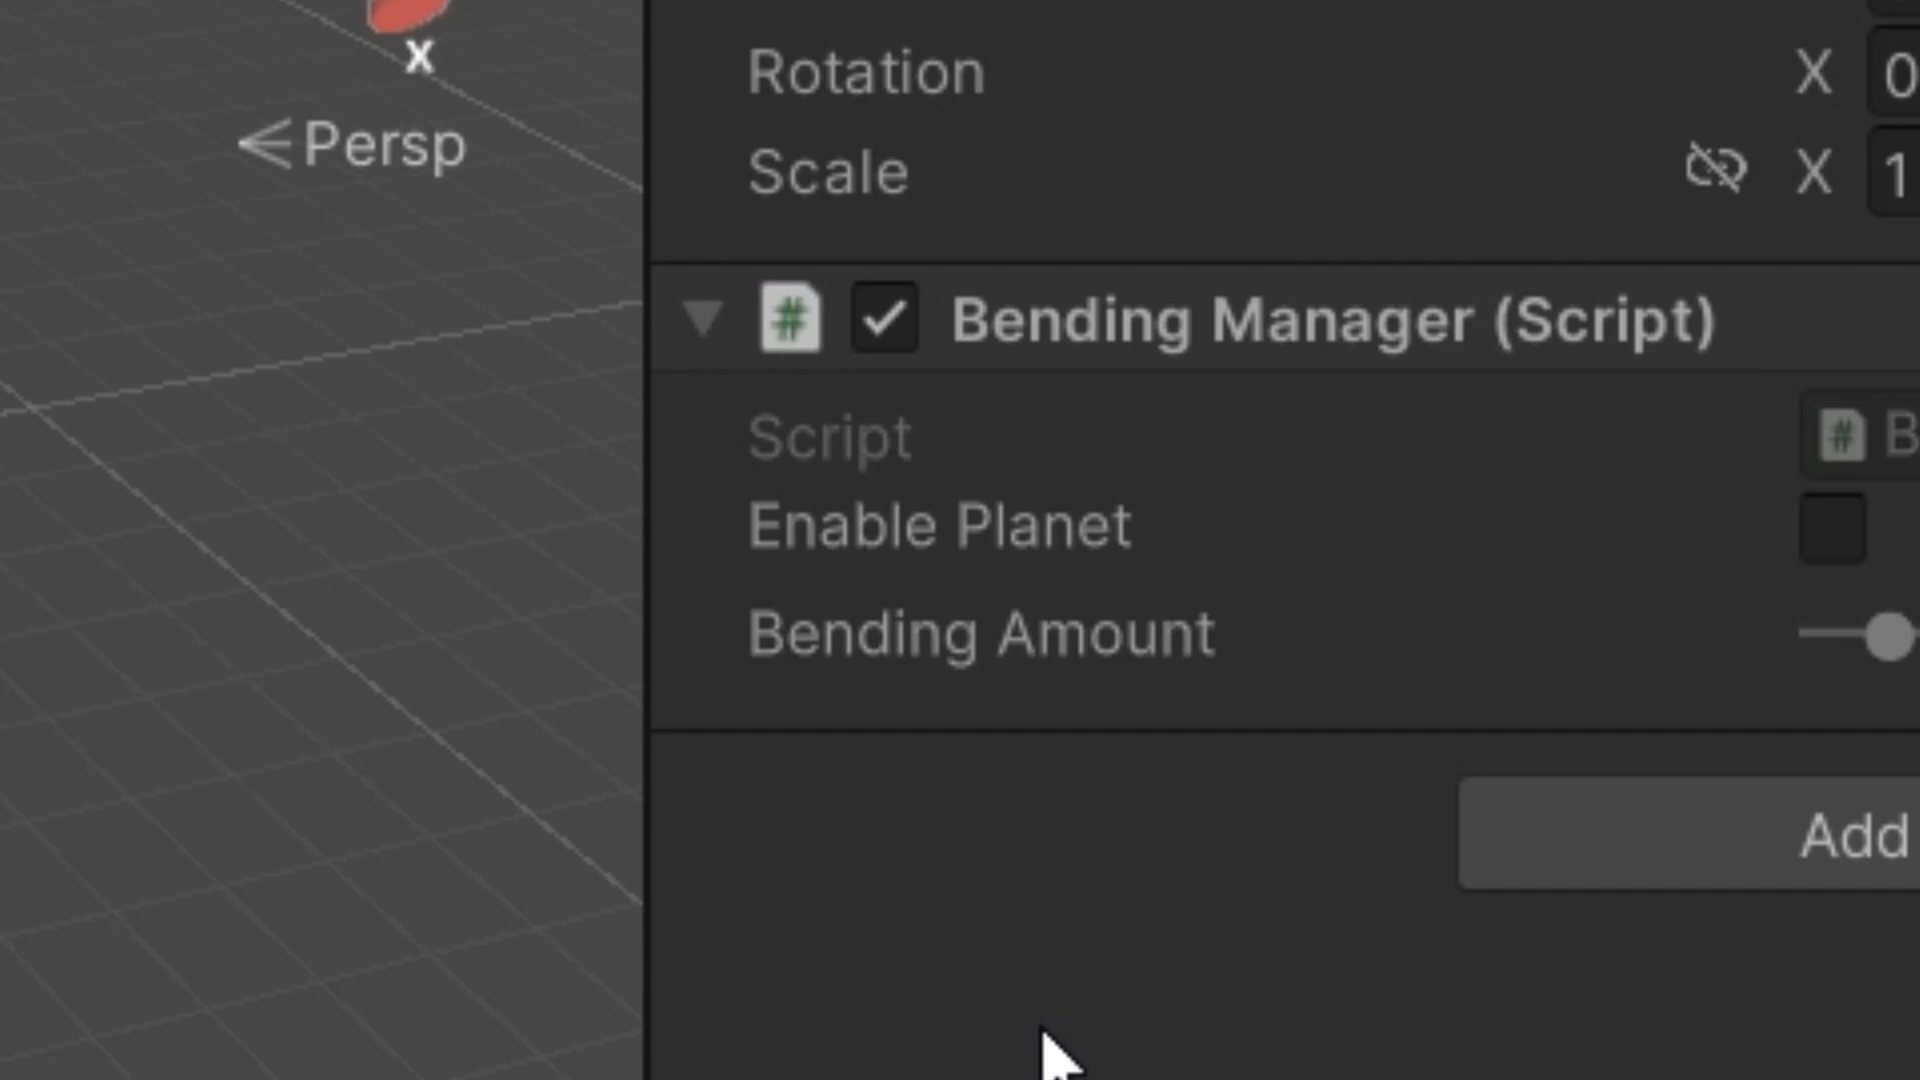 x
Persp
Rotation X 0
Scale X 1
# Bending Manager (Script)
Script # B
Enable Planet
Bending Amount
Add